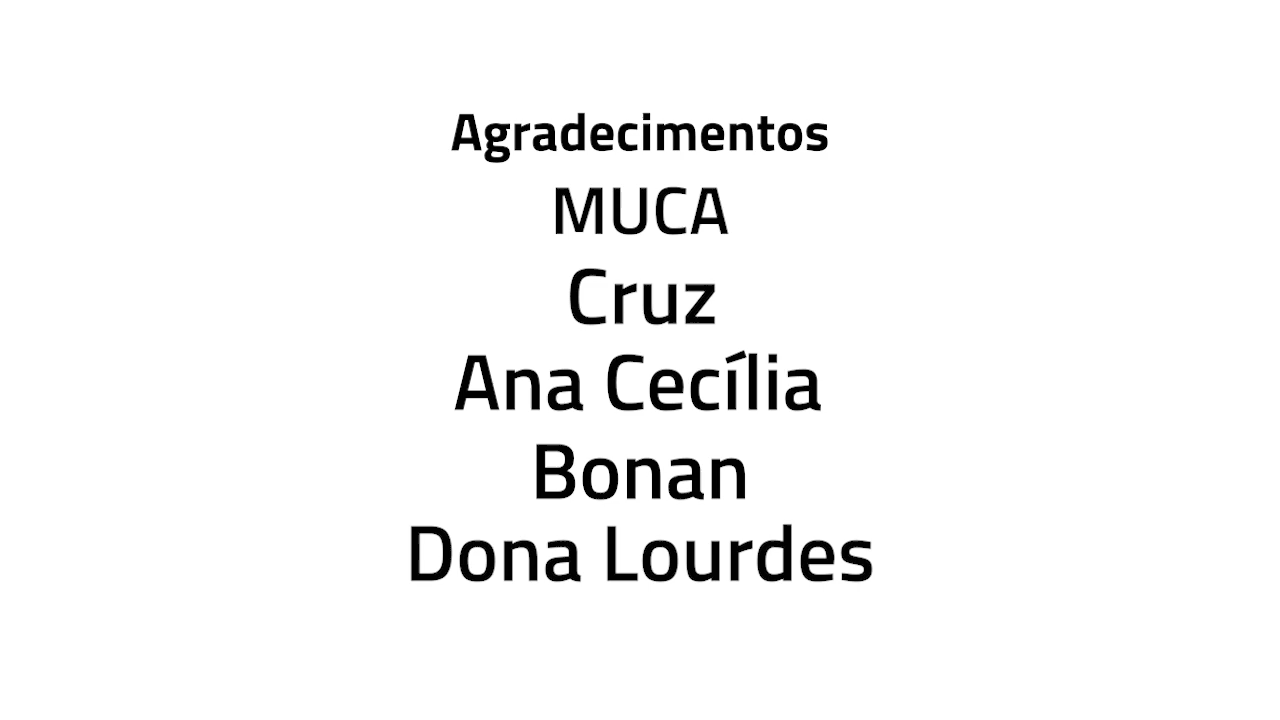 Agradecimentos
MUCA
Cruz
Ana Cecília
Bonan
Dona Lourdes